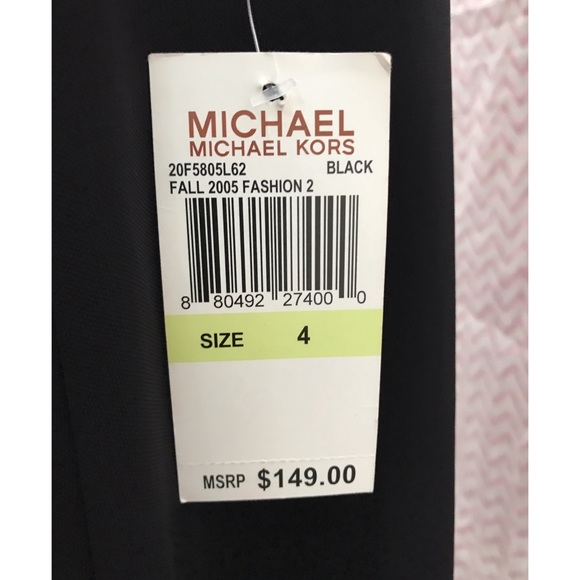 MICHAEL
MICHAEL KORS
20F5805L62 BLACK
FALL 2005 FASHION 2
8 80492 27400 0
SIZE 4
MSRP $149.00